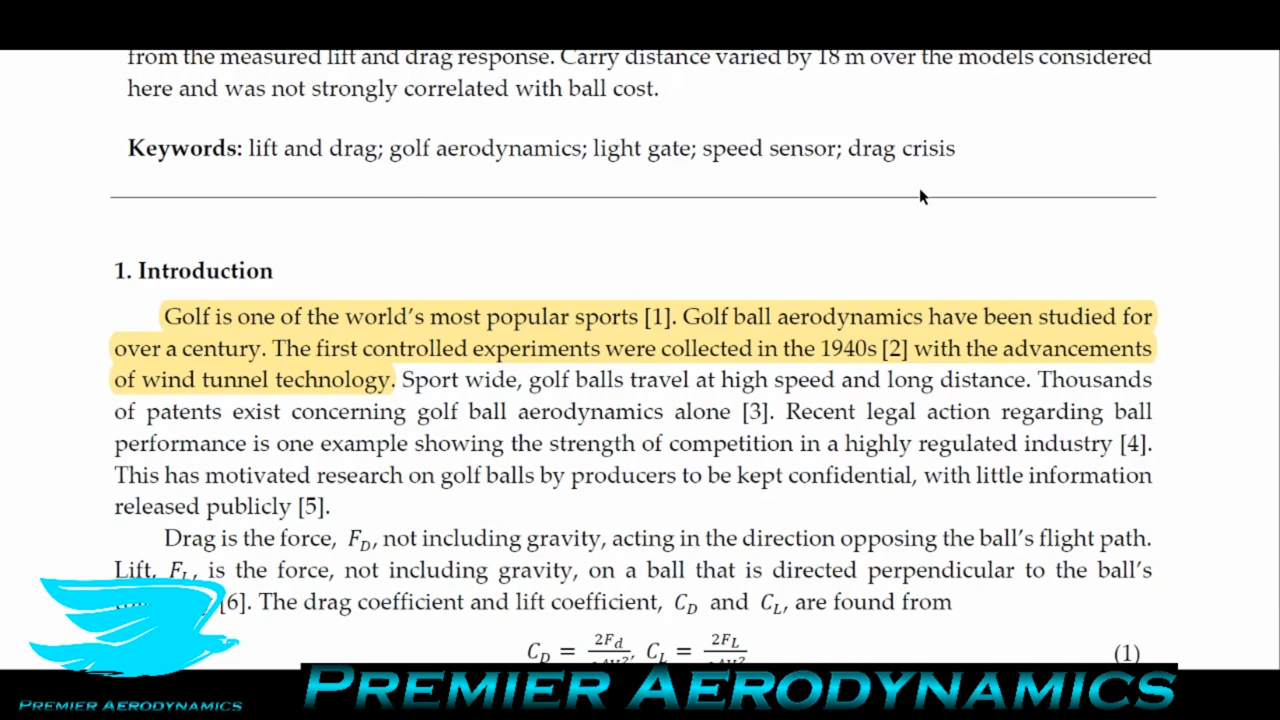 from the measured lift and drag response. Carry distance varied by 18 m over the models considered
here and was not strongly correlated with ball cost.
Keywords: lift and drag; golf aerodynamics; light gate; speed sensor; drag crisis
1. Introduction
Golf is one of the world's most popular sports [1]. Golf ball aerodynamics have been studied for
over a century. The first controlled experiments were collected in the 1940s [2] with the advancements
of wind tunnel technology. Sport wide, golf balls travel at high speed and long distance. Thousands
of patents exist concerning golf ball aerodynamics alone [3]. Recent legal action regarding ball
performance is one example showing the strength of competition in a highly regulated industry [4].
This has motivated research on golf balls by producers to be kept confidential, with little information
released publicly [5].
Drag is the force, F_D, not including gravity, acting in the direction opposing the ball's flight path.
Lift, F_L, is the force, not including gravity, on a ball that is directed perpendicular to the ball's
[6]. The drag coefficient and lift coefficient, C_D and C_L, are found from
C_D = 2F_d, C_L = 2F_L (1)
PREMIER AERODYNAMICS
PREMIER AERODYNAMICS